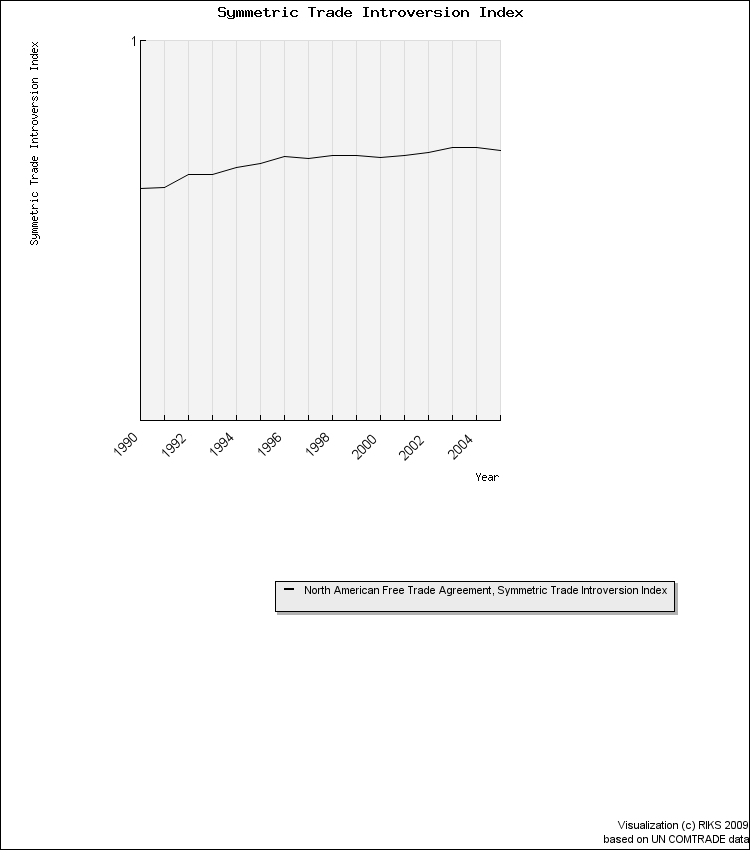 Symmetric Trade Introversion Index
Symmetric Trade Introversion Index
1
1990 1992 1994 1996 1998 2000 2002 2004
Year
North American Free Trade Agreement, Symmetric Trade Introversion Index
Visualization (c) RIKS 2009
based on UN COMTRADE data